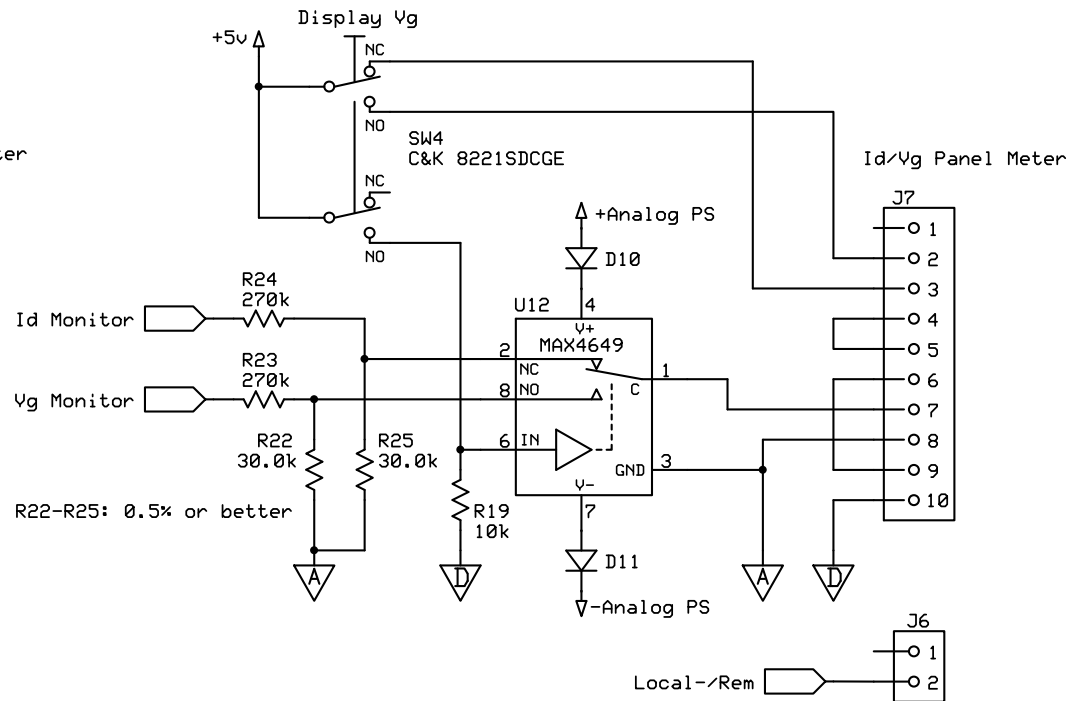 Display Vg
+5v
NC
NO
SW4
C&K 8221SDCGE
ter
Id/Vg Panel Meter
NC
NO
J7
1
2
3
4
5
6
7
8
9
10
+Analog PS
D10
R24
270k
Id Monitor
U12
4
V+
MAX4649
2
NC
1
C
R23
270k
Vg Monitor
8
NO
R22
30.0k
R25
30.0k
6
IN
GND
3
V-
7
R22-R25: 0.5% or better
R19
10k
D11
A
D
A
D
-Analog PS
J6
1
2
Local-/Rem